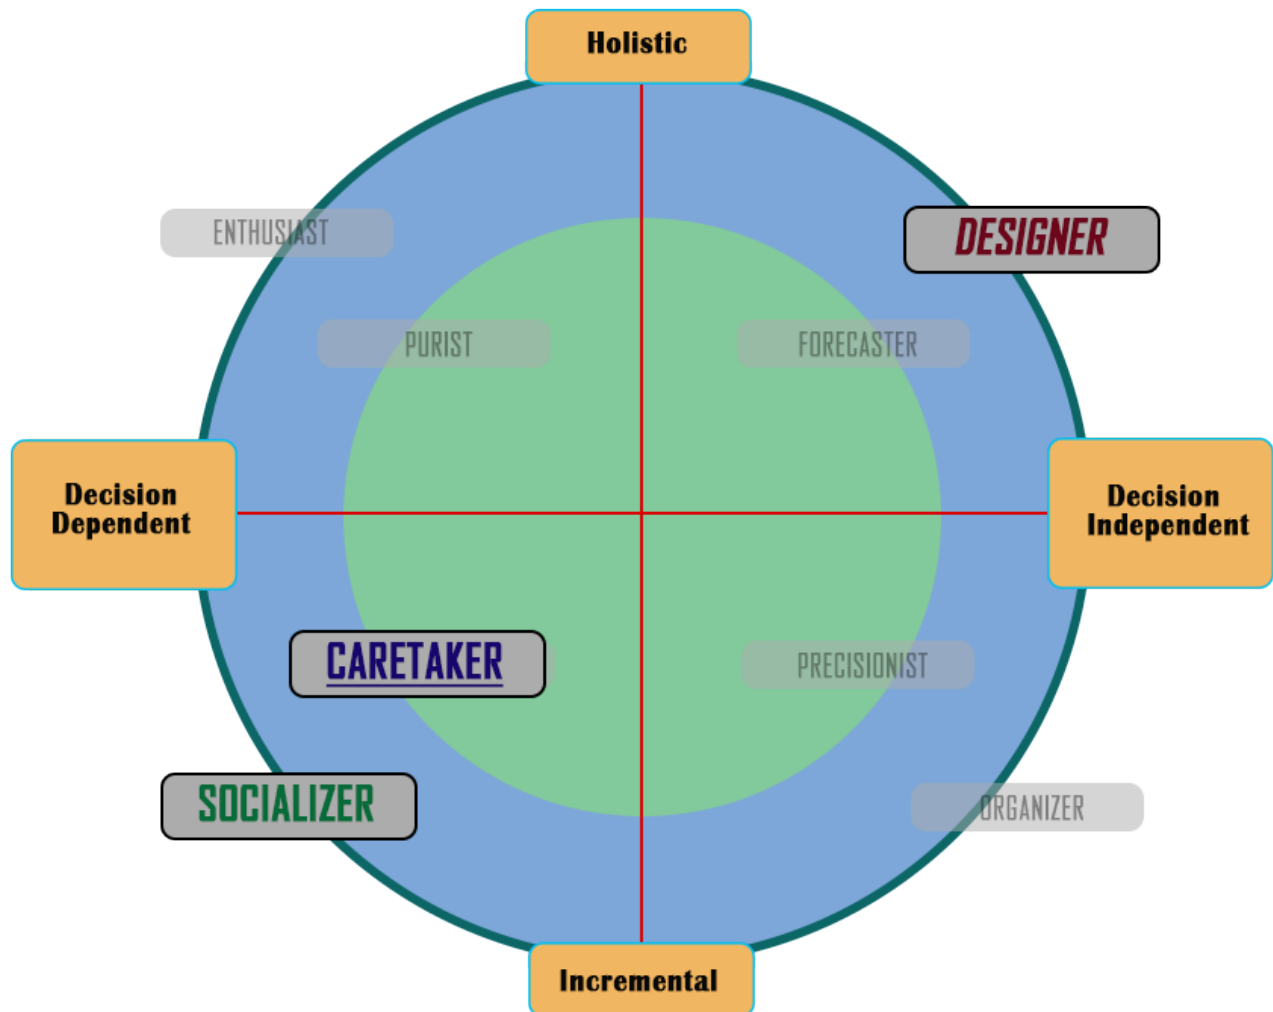 Holistic
ENTHUSIAST
DESIGNER
PURIST
FORECASTER
Decision
Dependent
Decision
Independent
CARETAKER
PRECISIONIST
SOCIALIZER
ORGANIZER
Incremental